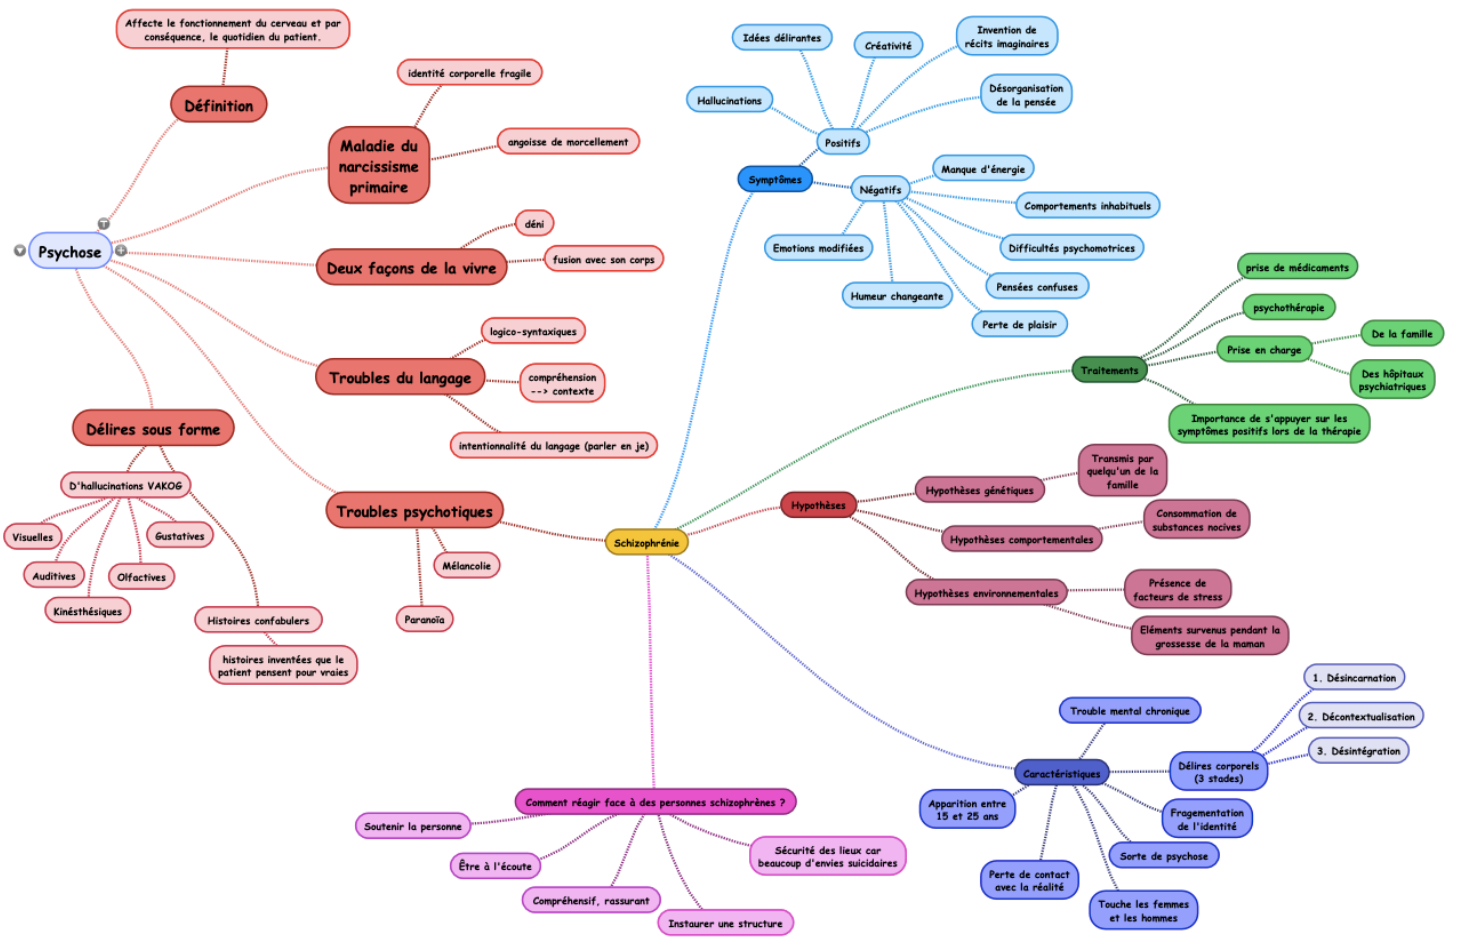 Affecte le fonctionnement du cerveau et par
conséquence, le quotidien du patient.
Définition
identité corporelle fragile
Maladie du
narcissisme
primaire
angoisse de morcellement
Psychose
déni
Deux façons de la vivre
fusion avec son corps
logico-syntaxiques
Troubles du langage
compréhension
--> contexte
intentionnalité du langage (parler en je)
Délires sous forme
D'hallucinations VAKOG
Visuelles
Gustatives
Auditives
Olfactives
Kinésthésiques
Histoires confabulers
histoires inventées que le
patient pensent pour vraies
Troubles psychotiques
Mélancolie
Paranoïa
Schizophrénie
Idées délirantes
Créativité
Invention de
récits imaginaires
Hallucinations
Désorganisation
de la pensée
Positifs
Symptômes
Négatifs
Manque d'énergie
Comportements inhabituels
Emotions modifiées
Difficultés psychomotrices
Humeur changeante
Pensées confuses
Perte de plaisir
prise de médicaments
psychothérapie
Prise en charge
De la famille
Des hôpitaux
psychiatriques
Traitements
Importance de s'appuyer sur les
symptômes positifs lors de la thérapie
Hypothèses
Hypothèses génétiques
Transmis par
quelqu'un de la
famille
Hypothèses comportementales
Consommation de
substances nocives
Hypothèses environnementales
Présence de
facteurs de stress
Eléments survenus pendant la
grossesse de la maman
Trouble mental chronique
Caractéristiques
Délires corporels
(3 stades)
1. Désincarnation
2. Décontextualisation
3. Désintégration
Apparition entre
15 et 25 ans
Fragementation
de l'identité
Sorte de psychose
Perte de contact
avec la réalité
Touche les femmes
et les hommes
Comment réagir face à des personnes schizophrènes ?
Soutenir la personne
Être à l'écoute
Compréhensif, rassurant
Instaurer une structure
Sécurité des lieux car
beaucoup d'envies suicidaires